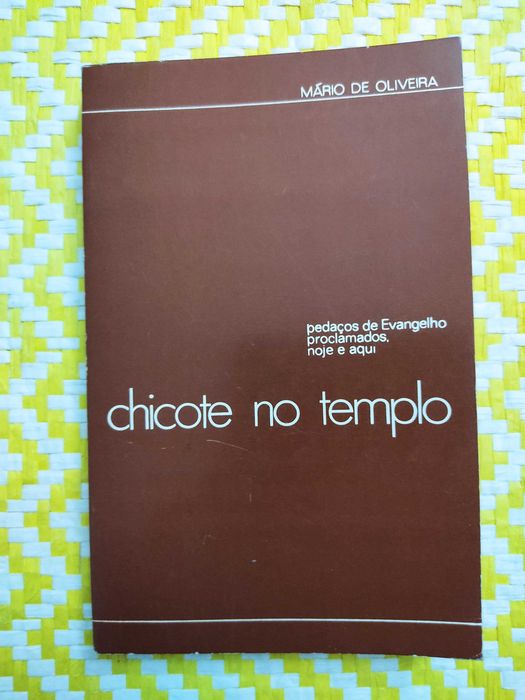 MÁRIO DE OLIVEIRA
pedaços de Evangelho
proclamados,
hoje e aqui
chicote no templo